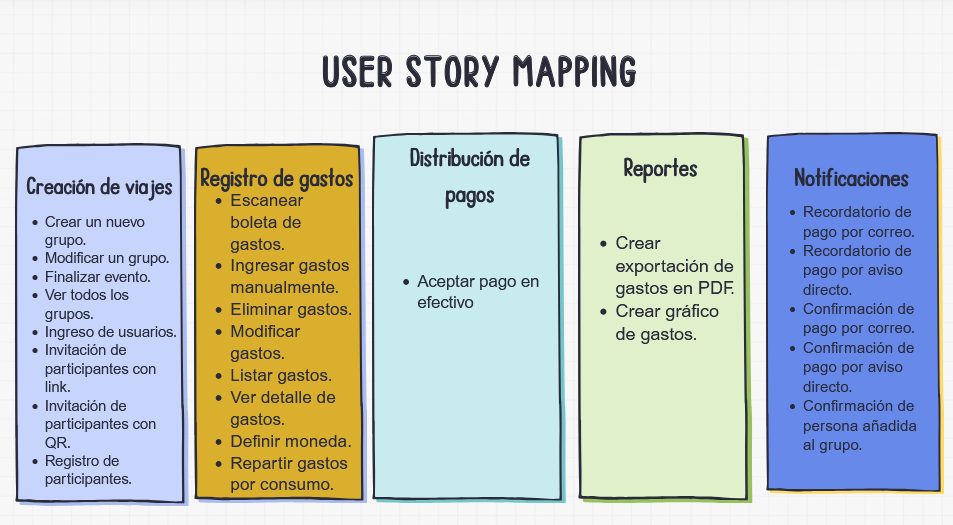 USER STORY MAPPING
Creación de viajes
• Crear un nuevo
grupo.
• Modificar un grupo.
• Finalizar evento.
• Ver todos los
grupos.
• Ingreso de usuarios.
• Invitación de
participantes con
link.
• Invitación de
participantes con
QR.
• Registro de
participantes.
Registro de gastos
• Escanear
boleta de
gastos.
• Ingresar gastos
manualmente.
• Eliminar gastos.
• Modificar
gastos.
• Listar gastos.
• Ver detalle de
gastos.
• Definir moneda.
• Repartir gastos
por consumo.
Distribución de
pagos
• Aceptar pago en
efectivo
Reportes
• Crear
exportación de
gastos en PDF.
• Crear gráfico
de gastos.
Notificaciones
• Recordatorio de
pago por correo.
• Recordatorio de
pago por aviso
directo.
• Confirmación de
pago por correo.
• Confirmación de
pago por aviso
directo.
• Confirmación de
persona añadida
al grupo.